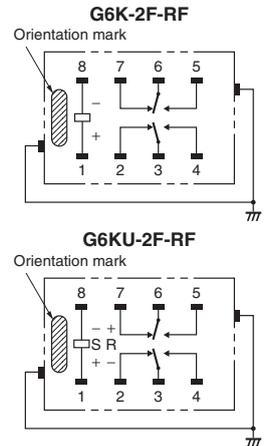 G6K-2F-RF
Orientation mark
8 7 6 5
−
+
1 2 3 4
G6KU-2F-RF
Orientation mark
8 7 6 5
− +
S R
+ −
1 2 3 4